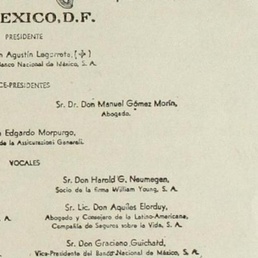 EXICO, D. F.
PRESIDENTE
n Agustín Legorreta, (✢)
anco Nacional de México, S. A.
CE-PRESIDENTES
Sr. Dr. Don Manuel Gómez Morín,
Abogado.
n Edgardo Morpurgo,
de la Assicurazioni Generali.
VOCALES
Sr. Don Harold G. Neumegen,
Socio de la firma William Young, S. A.
Sr. Lic. Don Aquiles Elorduy,
A.
Abogado y Consejero de la Latino-Americana,
Compañía de Seguros sobre la Vida, S. A.
Sr. Don Graciano Guichard,
Vice-Presidente del Banco Nacional de México, S. A.